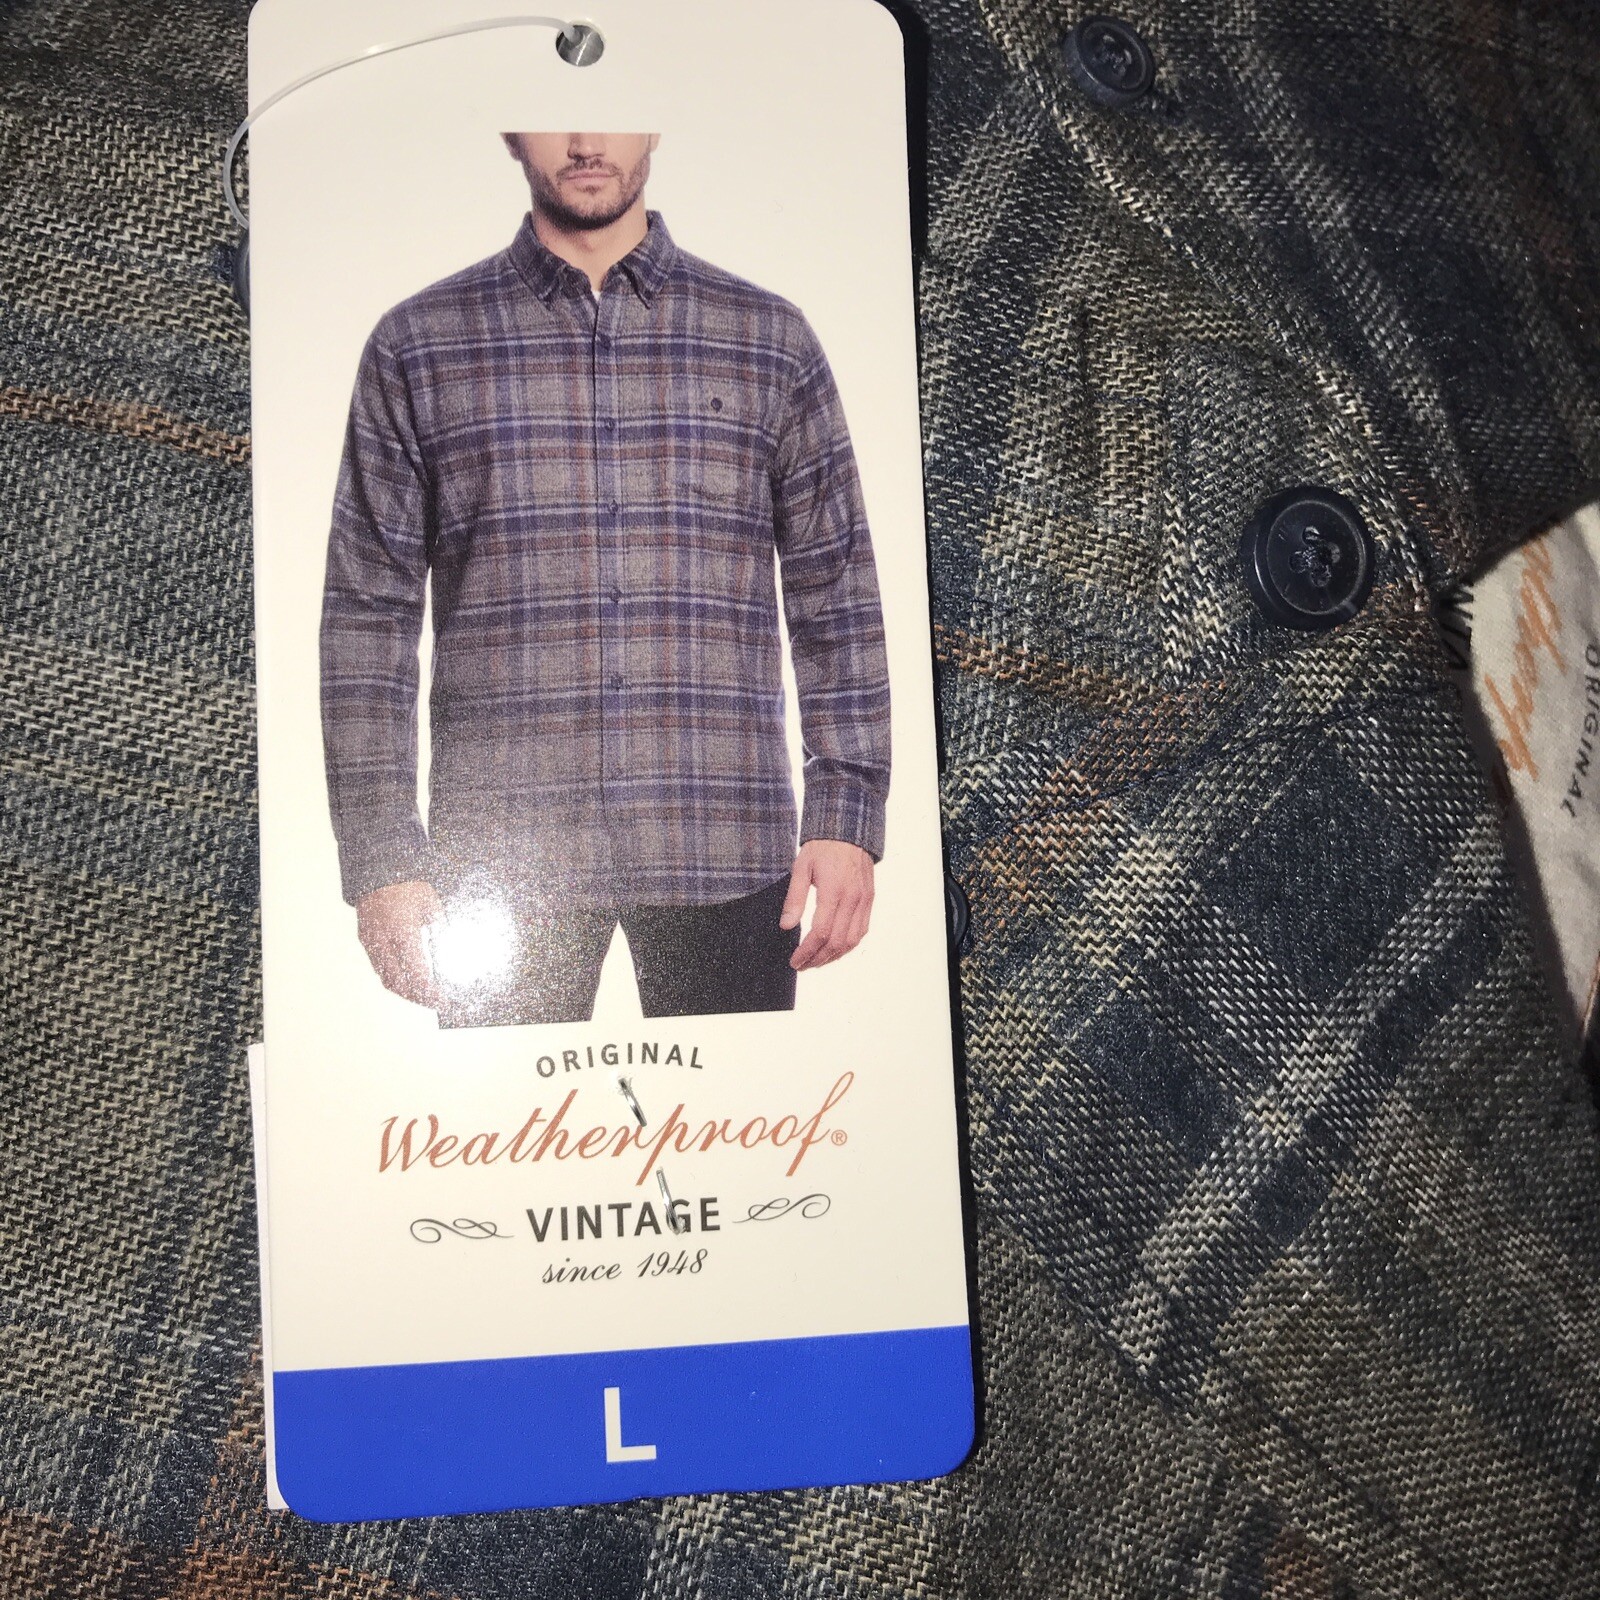 ORIGINAL
Weatherproof®
VINTAGE
since 1948
L
ORIGINAL